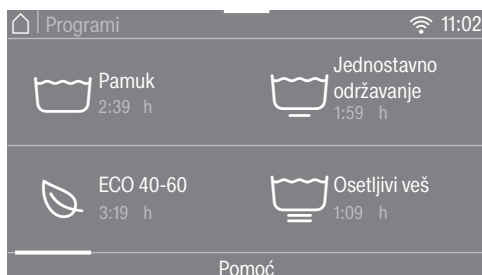 Programi 11:02
Pamuk
2:39 h
Jednostavno
održavanje
1:59 h
ECO 40-60
3:19 h
Osetljivi veš
1:09 h
Pomoć